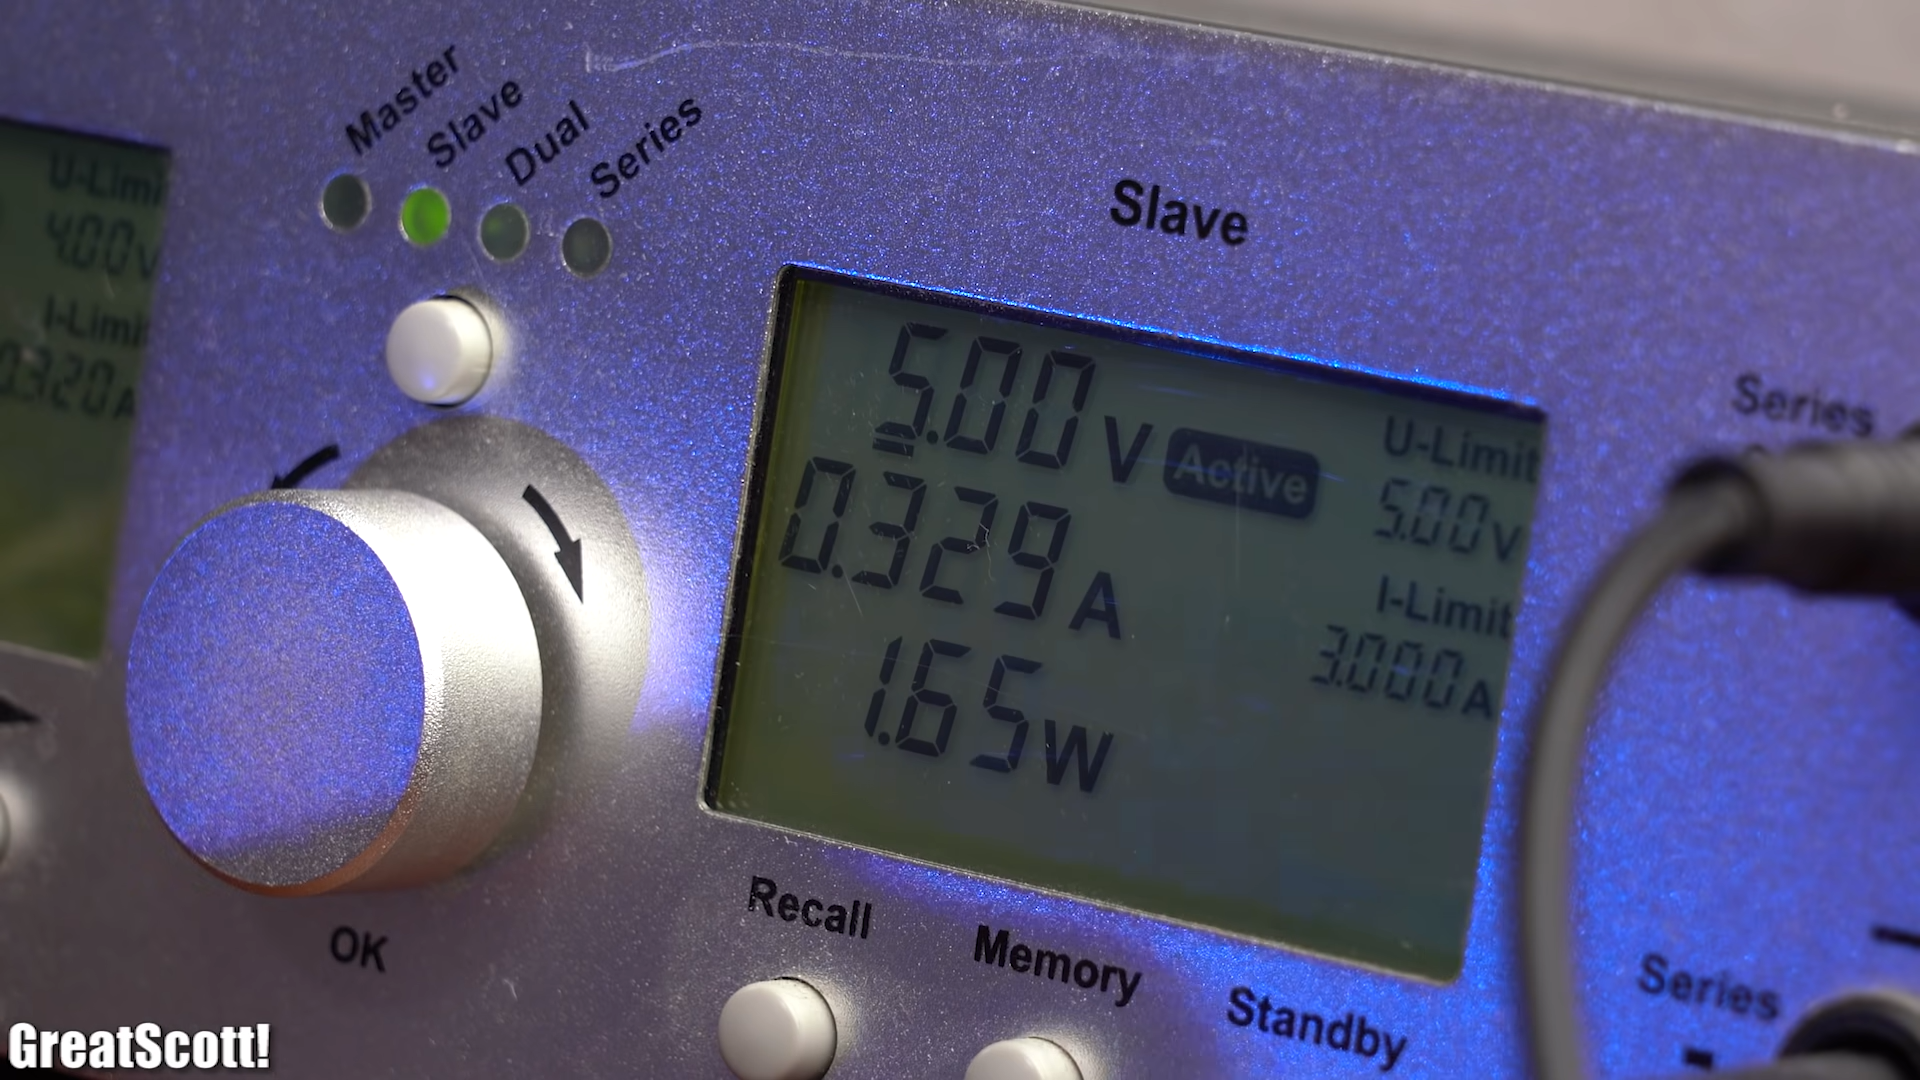 Master
Slave
Dual
Series
U-Limi
4.00V
I-Limi
0.320A
Slave
5.00V Active
0.329A
1.65W
U-Limit
5.00V
I-Limit
3.000A
Series
OK
Recall
Memory
Standby
Series
GreatScott!